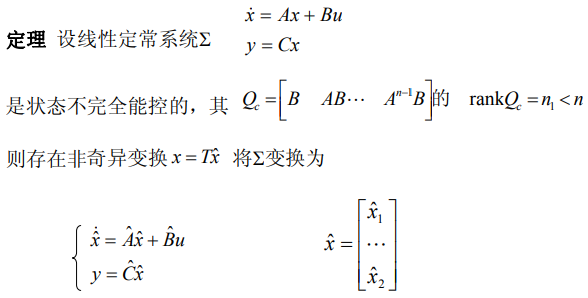 ẋ = Ax + Bu
定理 设线性定常系统Σ
y = Cx
是状态不完全能控的，其 Q_c = [B AB⋯ A^{n-1}B]的 rankQ_c = n_1 < n
则存在非奇异变换 x = Tx̂ 将Σ变换为
{ x̂̇ = Âx̂ + B̂u
y = Ĉx̂
x̂ = [x̂_1
⋯
x̂_2]